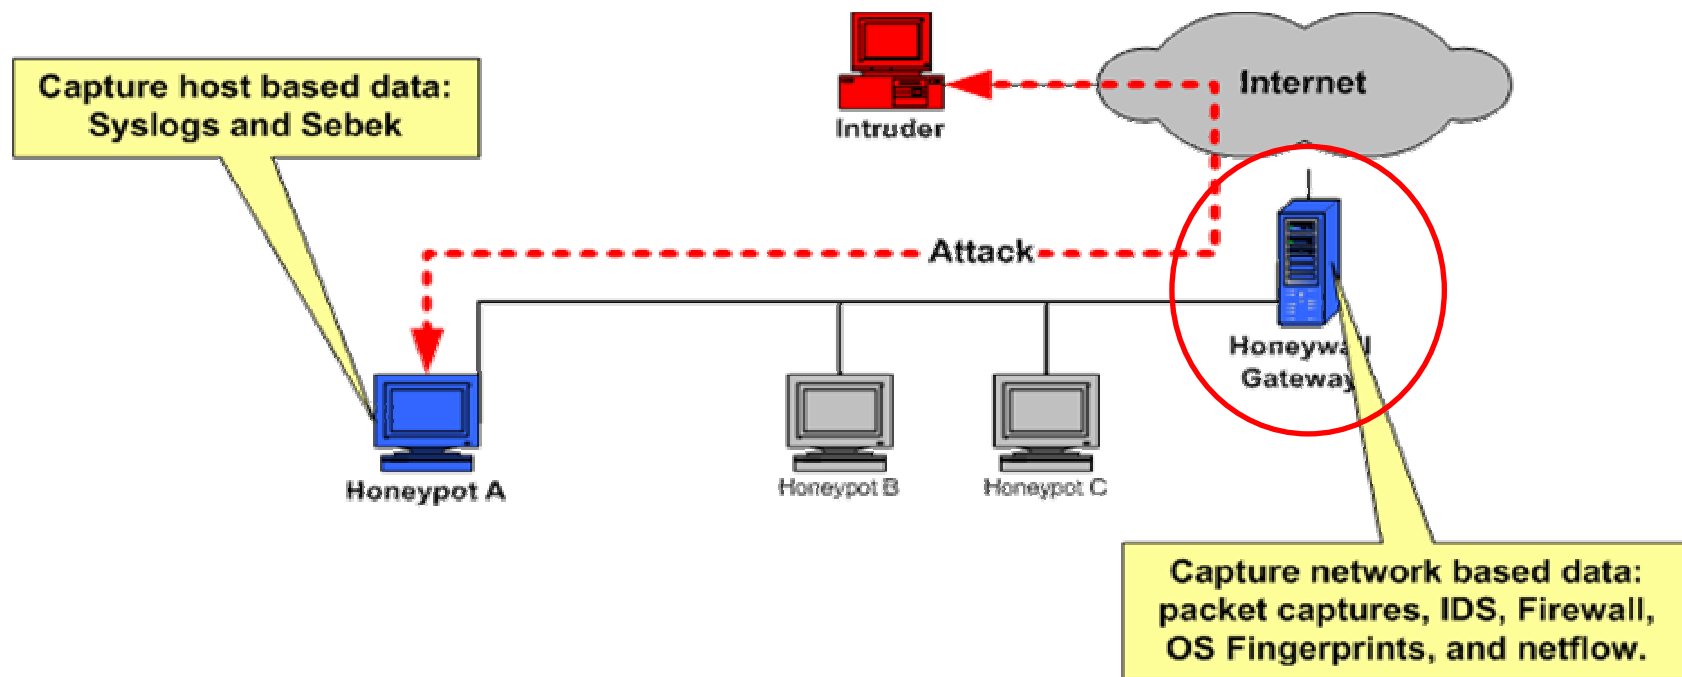 Capture host based data:
Syslogs and Sebek
Intruder
Internet
Attack
Honeywall
Gateway
Honeypot A
Honeypot B
Honeypot C
Capture network based data:
packet captures, IDS, Firewall,
OS Fingerprints, and netflow.